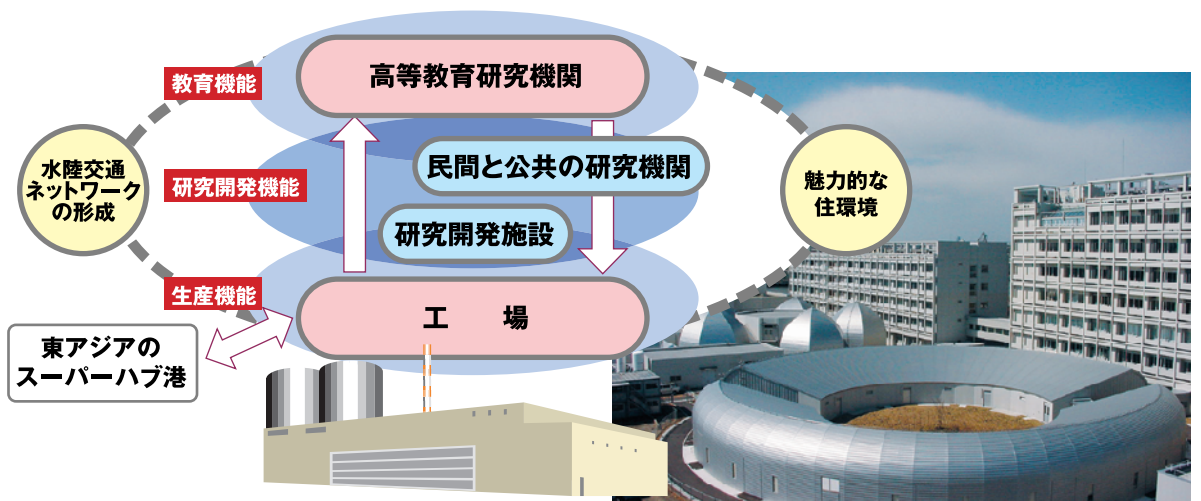 教育機能
高等教育研究機関
水陸交通
ネットワーク
の形成
研究開発機能
民間と公共の研究機関
魅力的な
住環境
研究開発施設
生産機能
工　場
東アジアの
スーパーハブ港